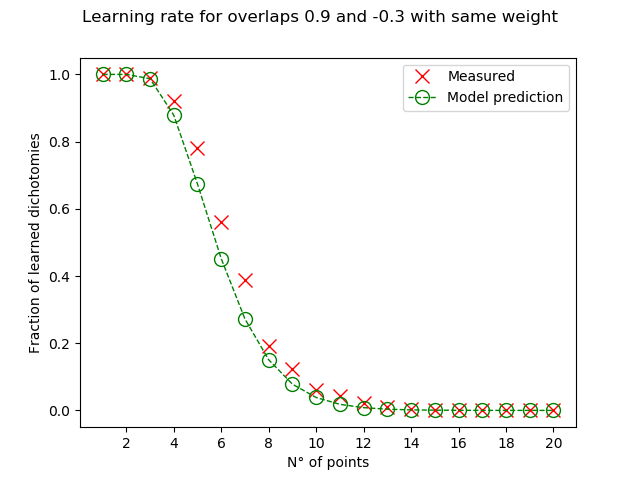 Learning rate for overlaps 0.9 and -0.3 with same weight
Measured
Model prediction
Fraction of learned dichotomies
1.0
0.8
0.6
0.4
0.2
0.0
2 4 6 8 10 12 14 16 18 20
N° of points